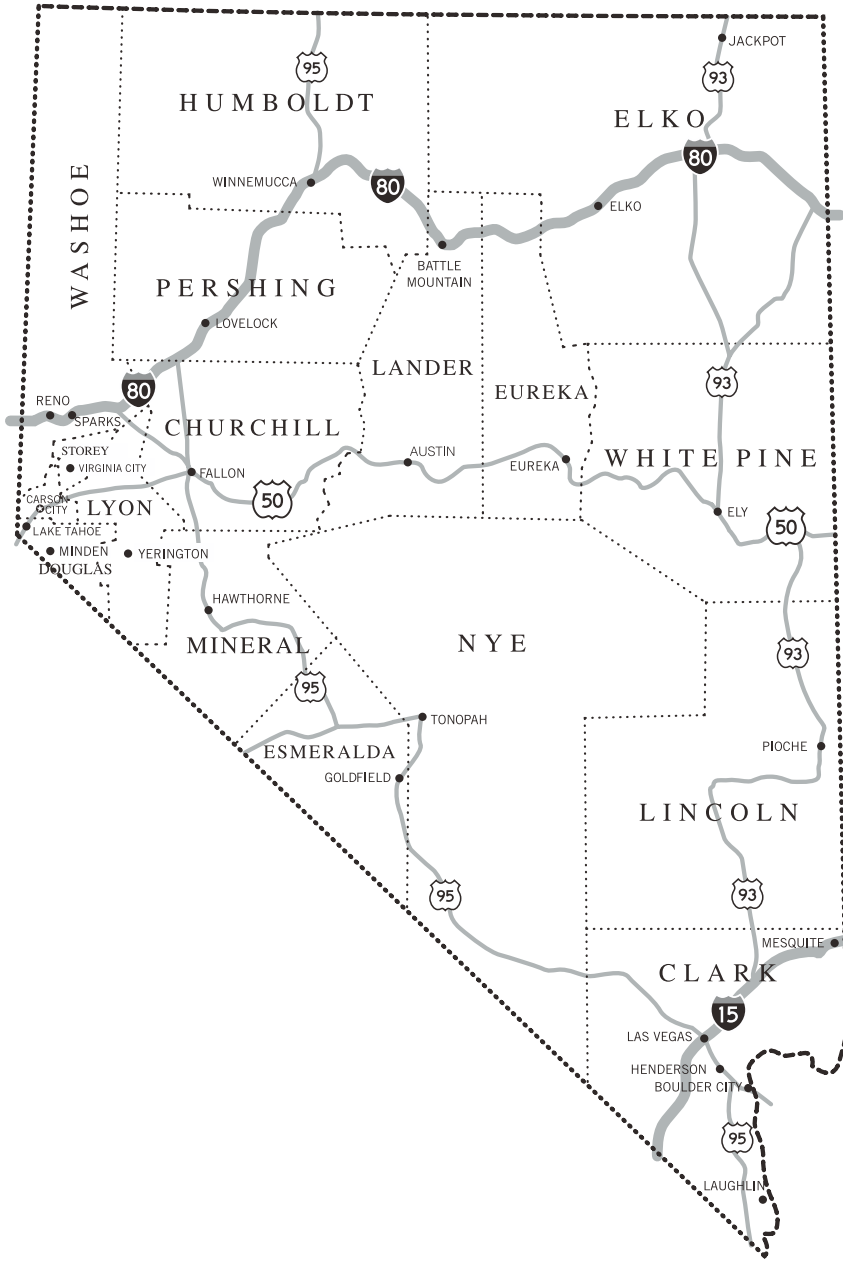 JACKPOT
95
93
HUMBOLDT
ELKO
80
WINNEMUCCA
80
ELKO
WASHOE
BATTLE
MOUNTAIN
PERSHING
LOVELOCK
LANDER
80
93
EUREKA
RENO
SPARKS
CHURCHILL
STOREY
AUSTIN
WHITE PINE
VIRGINIA CITY
FALLON
EUREKA
CARSON
CITY
LYON
50
ELY
50
LAKE TAHOE
MINDEN
YERINGTON
DOUGLAS
HAWTHORNE
MINERAL
NYE
93
95
TONOPAH
PIOCHE
ESMERALDA
GOLDFIELD
LINCOLN
95
93
MESQUITE
CLARK
15
LAS VEGAS
HENDERSON
BOULDER CITY
95
LAUGHLIN